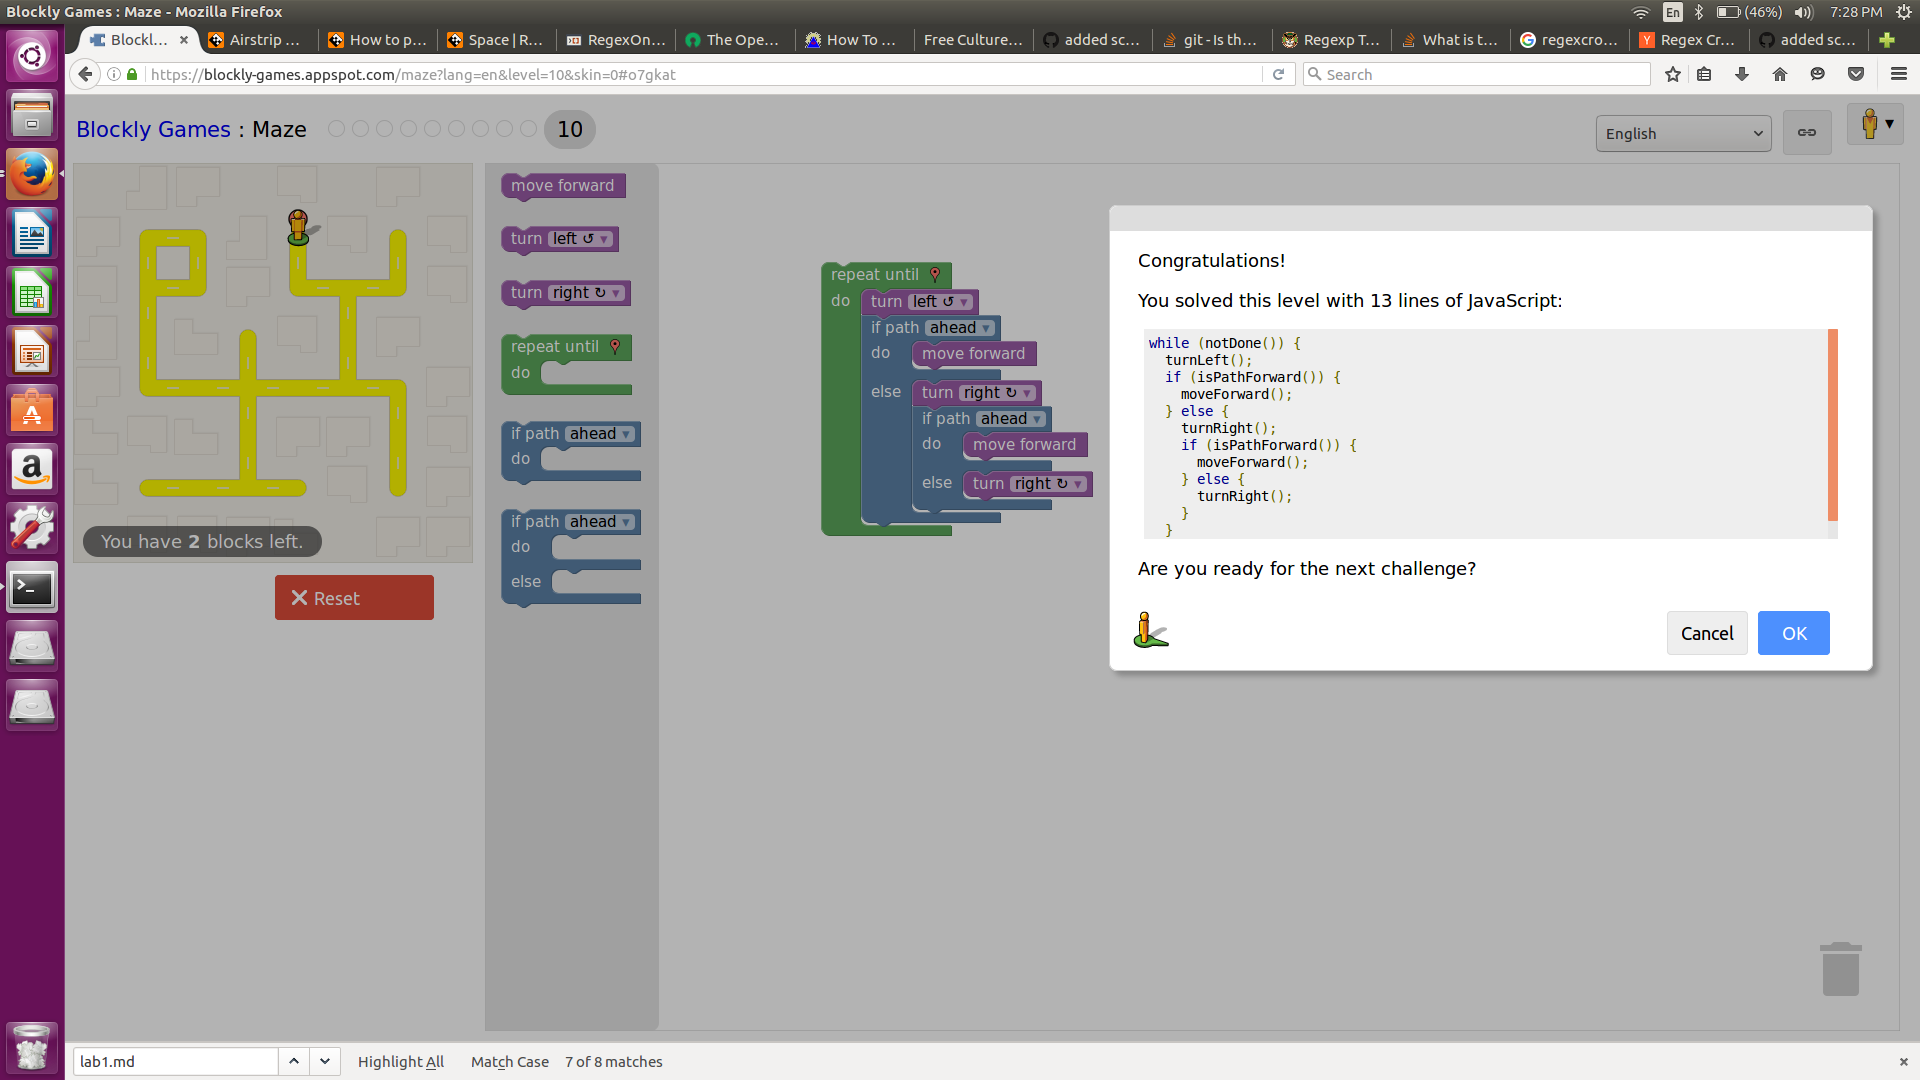 Blockly Games : Maze - Mozilla Firefox
En (46%) 7:28 PM
Blockl... Airstrip ... How to p... Space | R... RegexOn... The Ope... How To ... Free Culture... added sc... git - Is th... Regexp T... What is t... regexcro... Regex Cr... added sc...
https://blockly-games.appspot.com/maze?lang=en&level=10&skin=0#o7gkat
Search
Blockly Games : Maze 10
English
move forward
turn left ↺ ▾
turn right ↻ ▾
repeat until
do
if path ahead ▾
do
if path ahead ▾
do
else
You have 2 blocks left.
Reset
repeat until
do turn left ↺ ▾
if path ahead ▾
do move forward
else turn right ↻ ▾
if path ahead ▾
do move forward
else turn right ↻ ▾
Congratulations!
You solved this level with 13 lines of JavaScript:
while (notDone()) {
turnLeft();
if (isPathForward()) {
moveForward();
} else {
turnRight();
if (isPathForward()) {
moveForward();
} else {
turnRight();
}
}
Are you ready for the next challenge?
Cancel OK
lab1.md Highlight All Match Case 7 of 8 matches